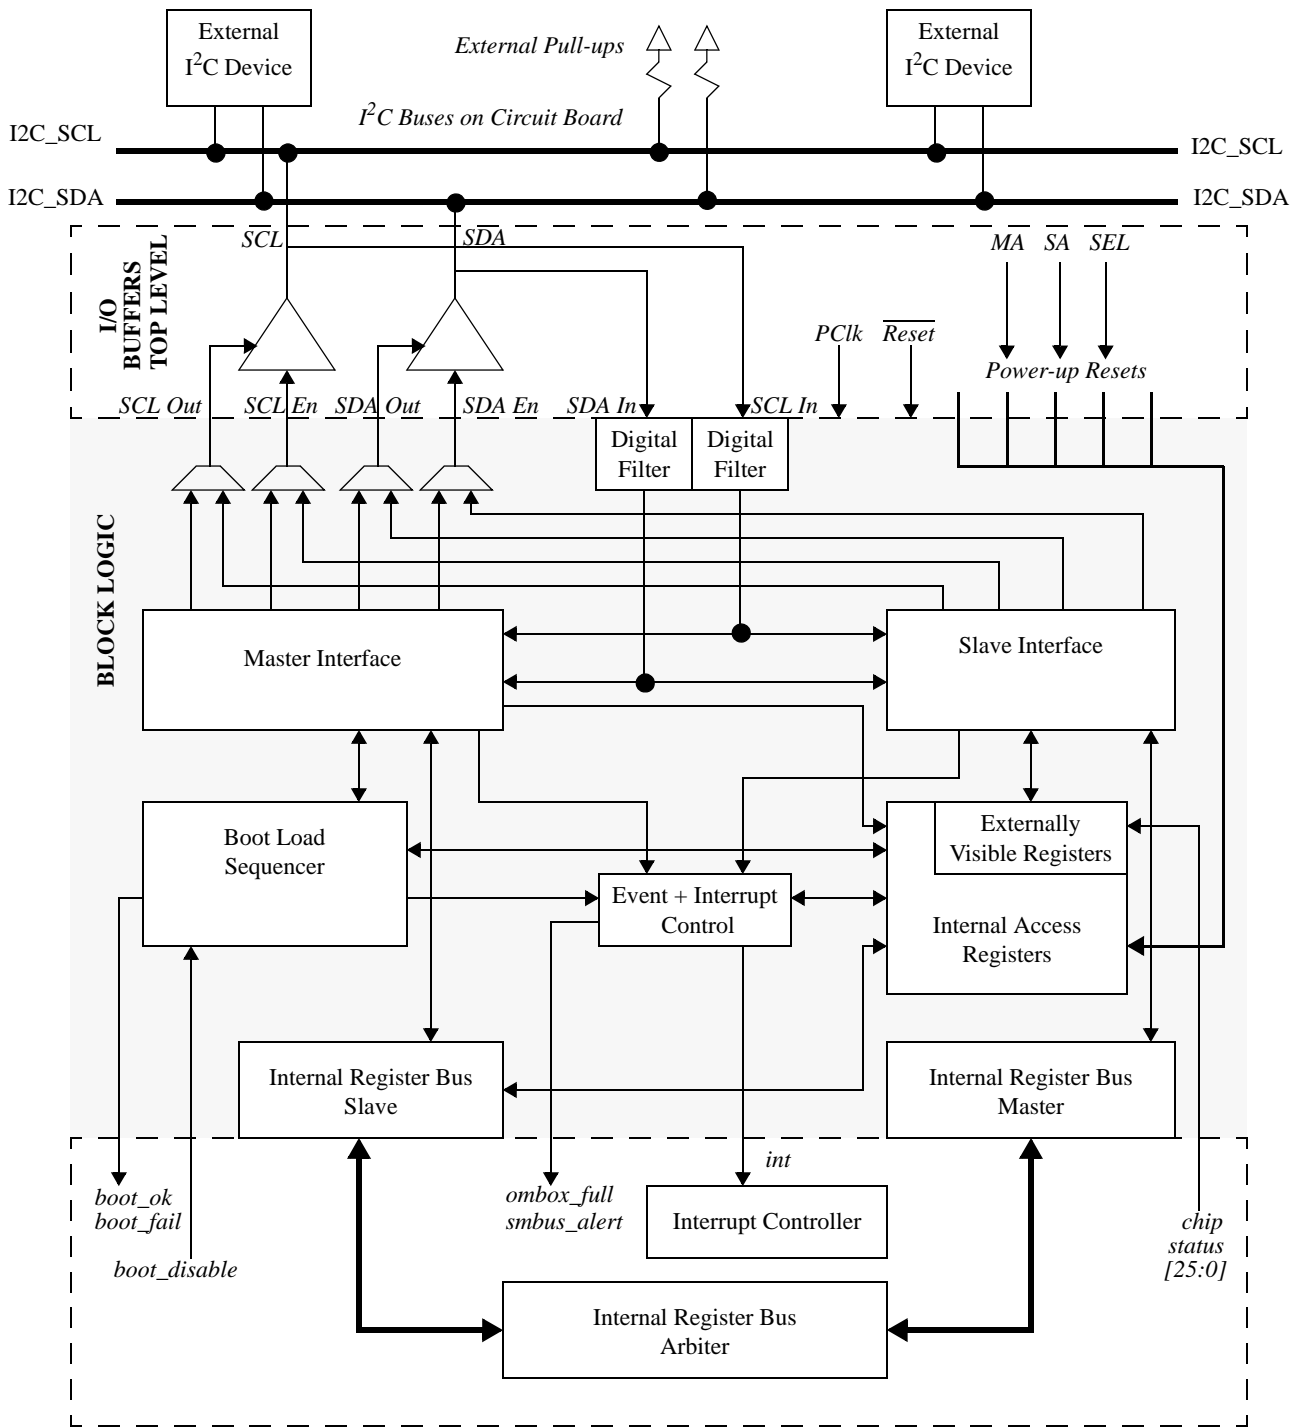 External
I²C Device
External Pull-ups
External
I²C Device
I²C Buses on Circuit Board
I2C_SCL
I2C_SCL
I2C_SDA
I2C_SDA
I/O
BUFFERS
TOP LEVEL
SCL
SDA
MA SA SEL
PClk Reset
Power-up Resets
SCL Out
SCL En
SDA Out
SDA En
SDA In
SCL In
Digital
Filter
Digital
Filter
BLOCK LOGIC
Master Interface
Slave Interface
Boot Load
Sequencer
Externally
Visible Registers
Event + Interrupt
Control
Internal Access
Registers
Internal Register Bus
Slave
Internal Register Bus
Master
boot_ok
boot_fail
boot_disable
ombox_full
smbus_alert
int
Interrupt Controller
chip
status
[25:0]
Internal Register Bus
Arbiter